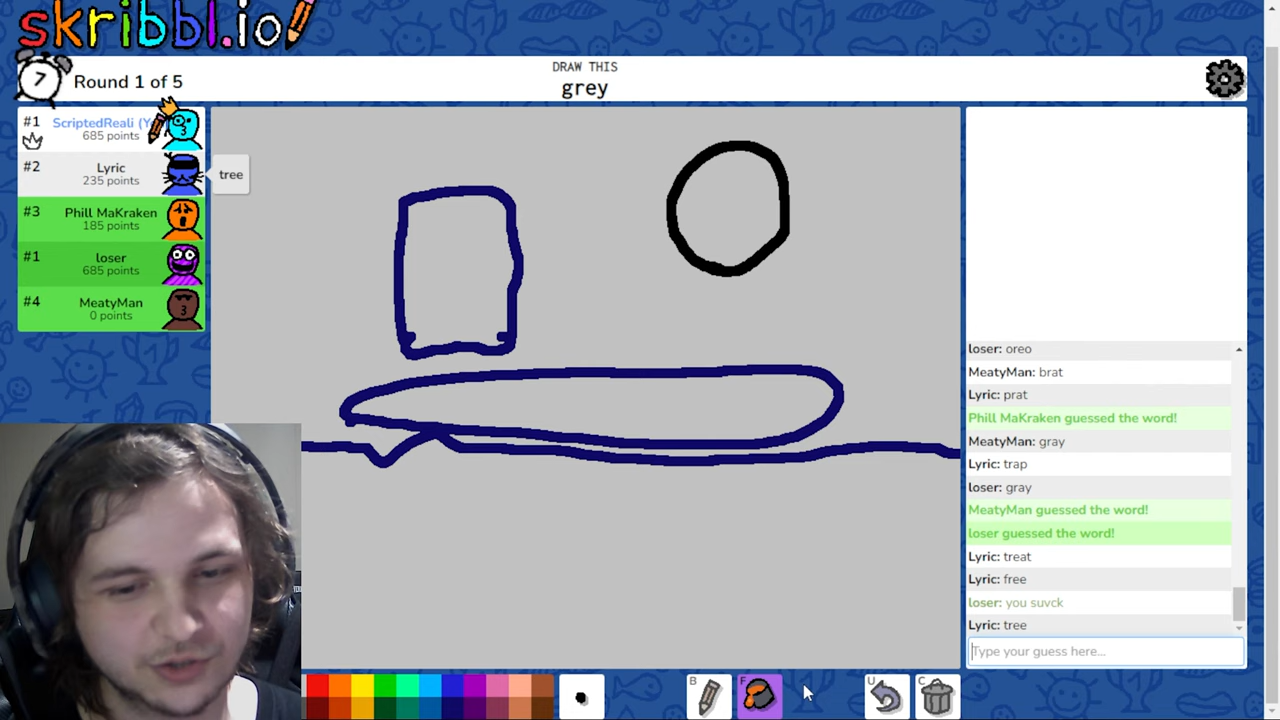 skribbl.io
7
Round 1 of 5
DRAW THIS
grey
#1
685 points
#2
Lyric
235 points
tree
#3
Phill MaKraken
185 points
#1
loser
685 points
#4
MeatyMan
0 points
loser: oreo
MeatyMan: brat
Lyric: prat
Phill MaKraken guessed the word!
MeatyMan: gray
Lyric: trap
loser: gray
MeatyMan guessed the word!
loser guessed the word!
Lyric: treat
Lyric: free
loser: you suvck
Lyric: tree
Type your guess here...
B
F
U
C